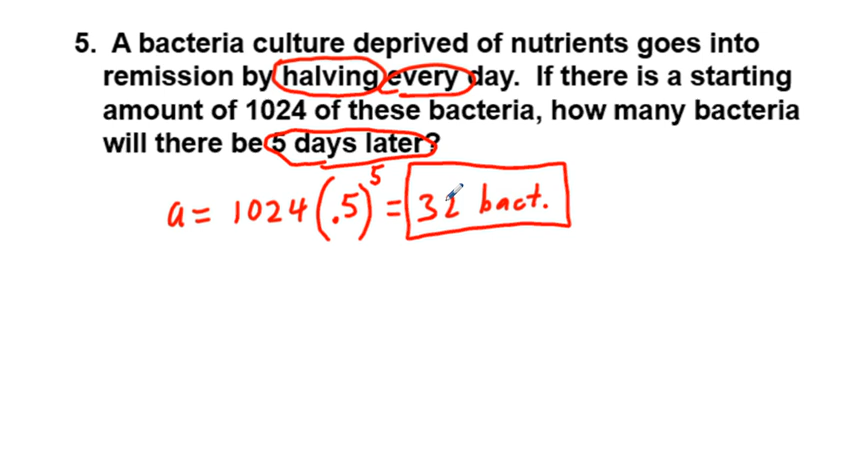 5. A bacteria culture deprived of nutrients goes into
remission by halving every day. If there is a starting
amount of 1024 of these bacteria, how many bacteria
will there be 5 days later?
a = 1024 (.5)^5 = 32 bact.